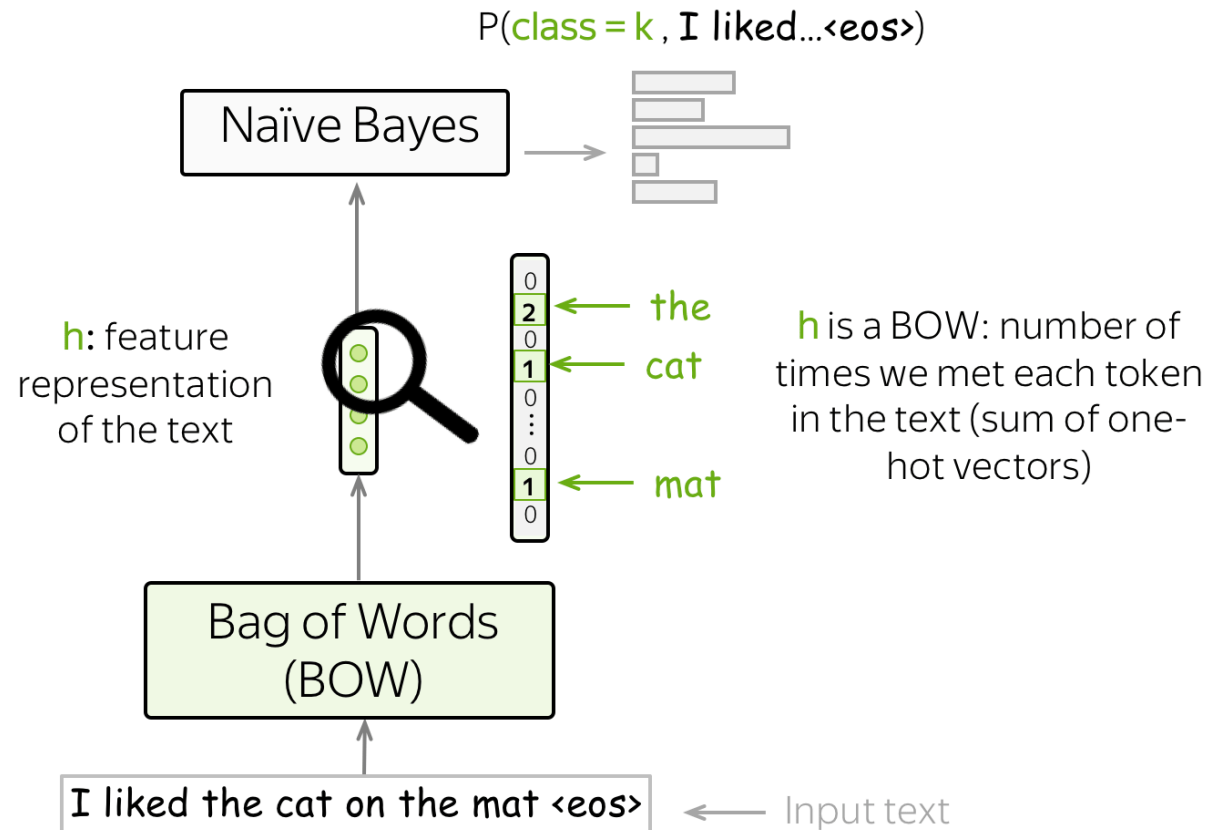 P(class = k , I liked...<eos>)
Naïve Bayes
h: feature
representation
of the text
0
2
0
1
0
⋮
0
1
0
the
cat
mat
h is a BOW: number of
times we met each token
in the text (sum of one-
hot vectors)
Bag of Words
(BOW)
I liked the cat on the mat <eos>
Input text